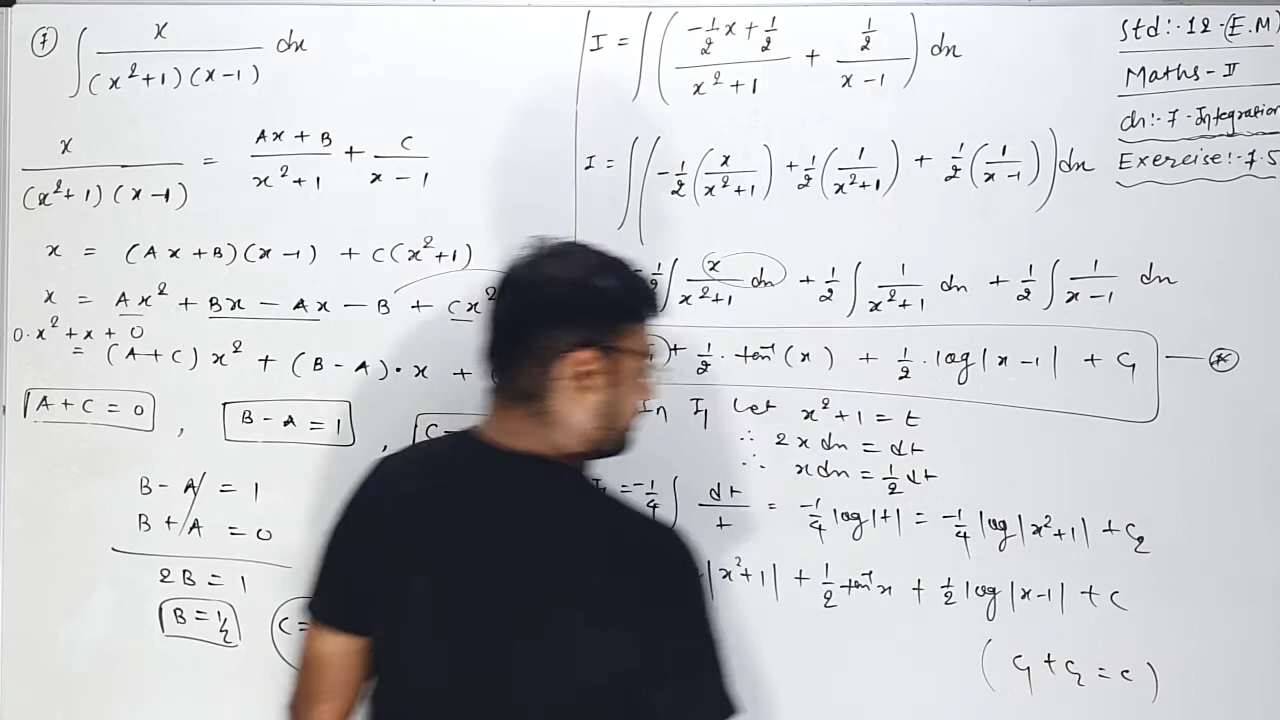 ⑦ ∫ x / (x²+1)(x-1) dx
x / (x²+1)(x-1) = Ax+B / x²+1 + C / x-1
x = (Ax+B)(x-1) + C(x²+1)
x = Ax² + Bx - Ax - B + Cx²
0·x² + x + 0
= (A+C)x² + (B-A)·x +
A+C = 0 , B-A = 1 , C-
B-A = 1
B+A = 0
2B = 1
B = 1/2 C =
I = ∫ ( -1/2 x + 1/2 / x²+1 + 1/2 / x-1 ) dx
I = ∫ ( -1/2 ( x / x²+1 ) + 1/2 ( 1 / x²+1 ) + 1/2 ( 1 / x-1 ) ) dx
1/2 ∫ x / x²+1 dx + 1/2 ∫ 1 / x²+1 dx + 1/2 ∫ 1 / x-1 dx
+ 1/2 · tan⁻¹(x) + 1/2 · log|x-1| + C₁ — ⊛
In I₁ let x²+1 = t
∴ 2x dx = dt
∴ x dx = 1/2 dt
= -1/4 ∫ dt / t = -1/4 log|t| = -1/4 log|x²+1| + C₂
|x²+1| + 1/2 tan⁻¹x + 1/2 log|x-1| + C
(C₁ + C₂ = C)
Std :- 12 - (E.M)
Maths - II
ch :- 7 - Integration
Exercise :- 7.5